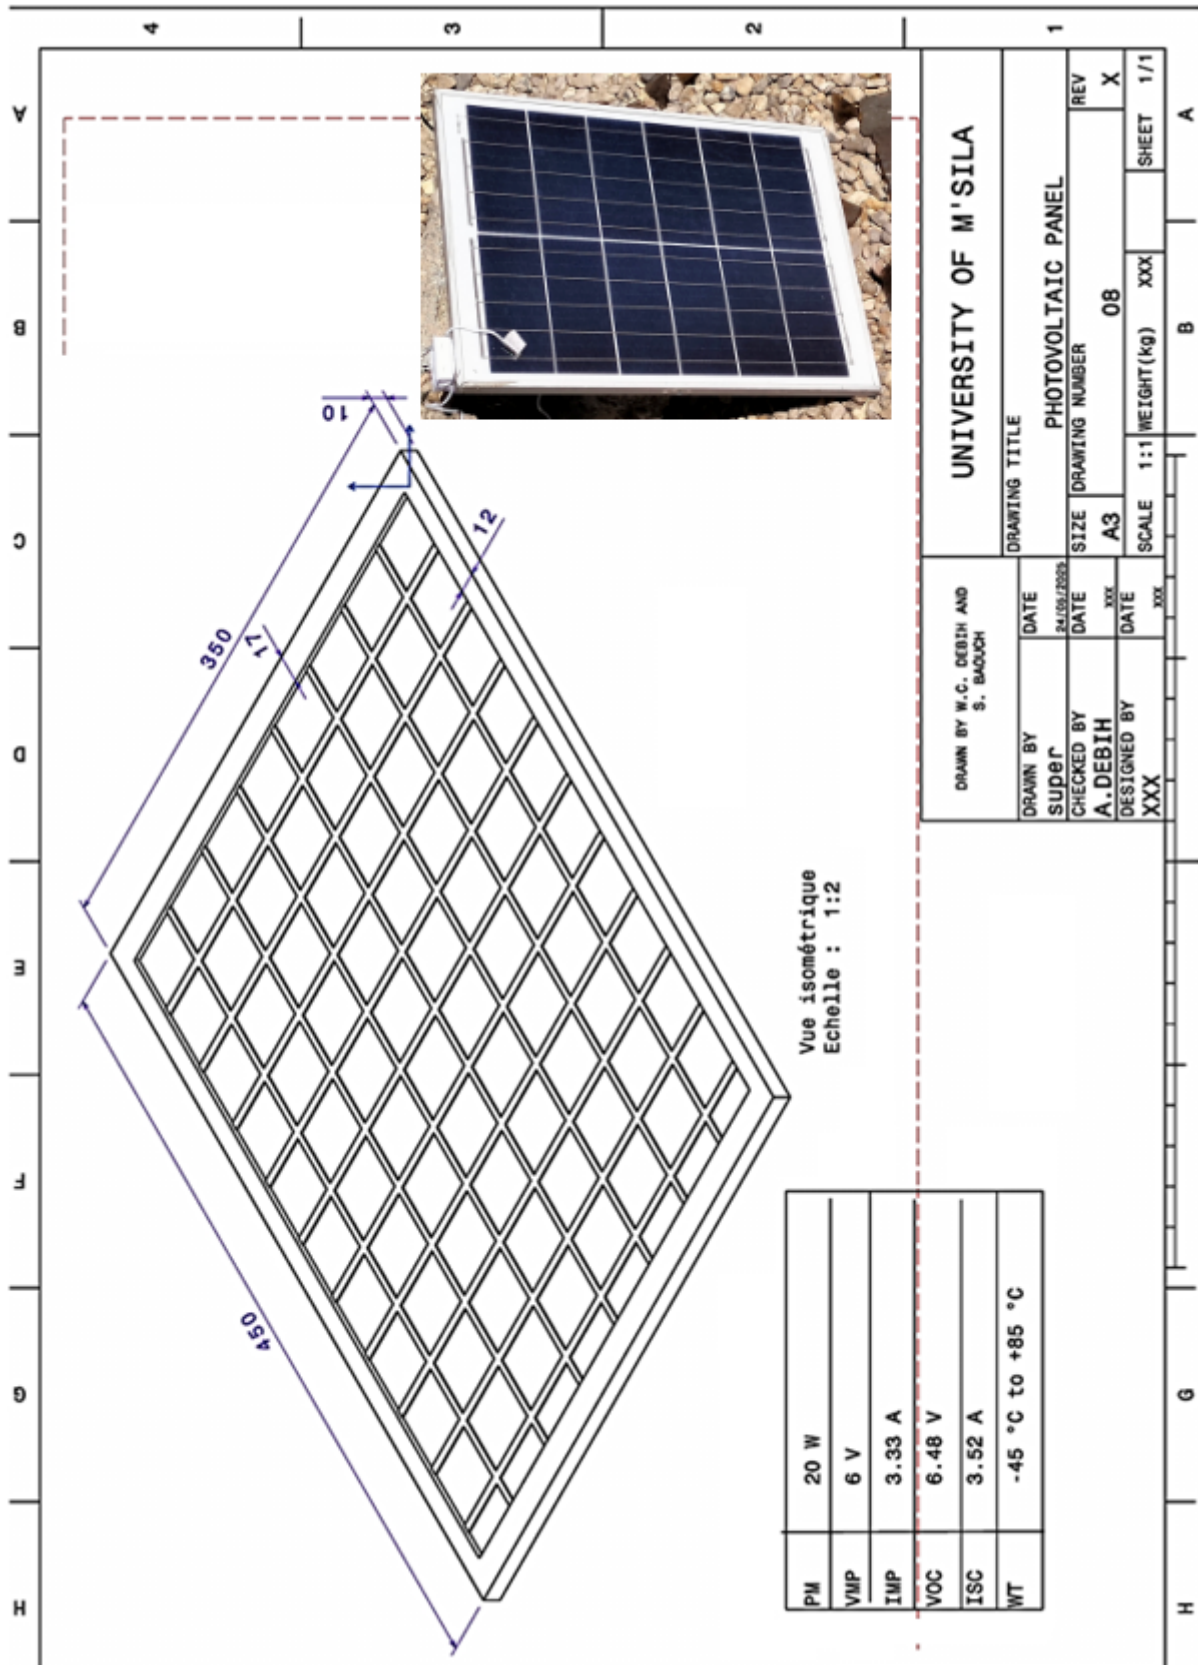 4
3
2
1
A
B
C
D
E
F
G
H
A
B
G
H
350
450
10
17
12
Vue isométrique
Echelle : 1:2
PM 20 W
VMP 6 V
IMP 3.33 A
VOC 6.48 V
ISC 3.52 A
WT -45 °C to +85 °C
DRAWN BY W.C. DEBIH AND
S. BAOUCH
UNIVERSITY OF M'SILA
DRAWN BY
super
DATE
24/05/2025
DRAWING TITLE
PHOTOVOLTAIC PANEL
CHECKED BY
A.DEBIH
DATE
xxx
SIZE
A3
DRAWING NUMBER
08
REV
X
DESIGNED BY
XXX
DATE
xxx
SCALE 1:1
WEIGHT(kg) XXX
SHEET 1/1